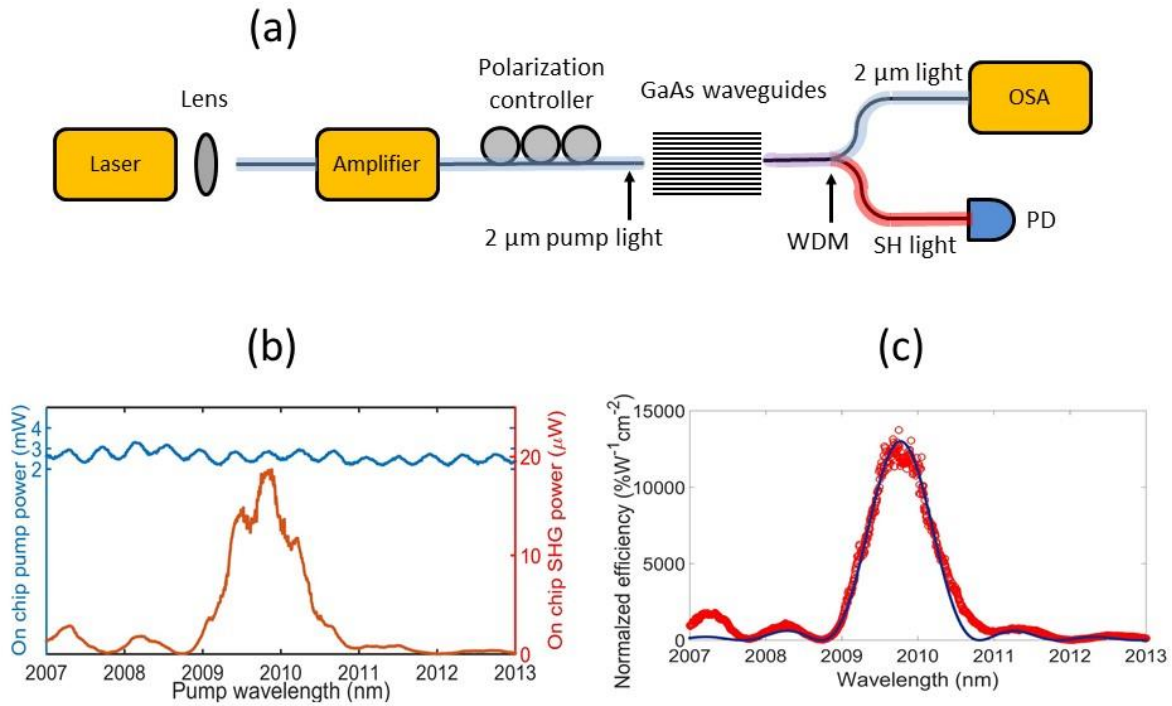 (a)
Polarization
controller
Lens
GaAs waveguides
2 μm light
OSA
Laser
Amplifier
2 μm pump light
WDM
SH light
PD
(b)
On chip pump power (mW)
4
3
2
20
10
0
On chip SHG power (μW)
2007 2008 2009 2010 2011 2012 2013
Pump wavelength (nm)
(c)
Normalized efficiency (%W⁻¹cm⁻²)
15000
10000
5000
0
2007 2008 2009 2010 2011 2012 2013
Wavelength (nm)